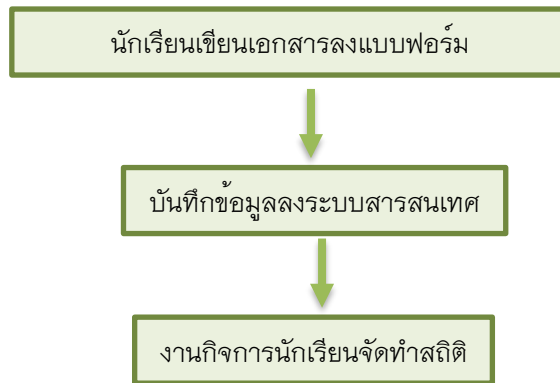 นักเรียนเขียนเอกสารลงแบบฟอร์ม
บันทึกข้อมูลลงระบบสารสนเทศ
งานกิจการนักเรียนจัดทำสถิติ